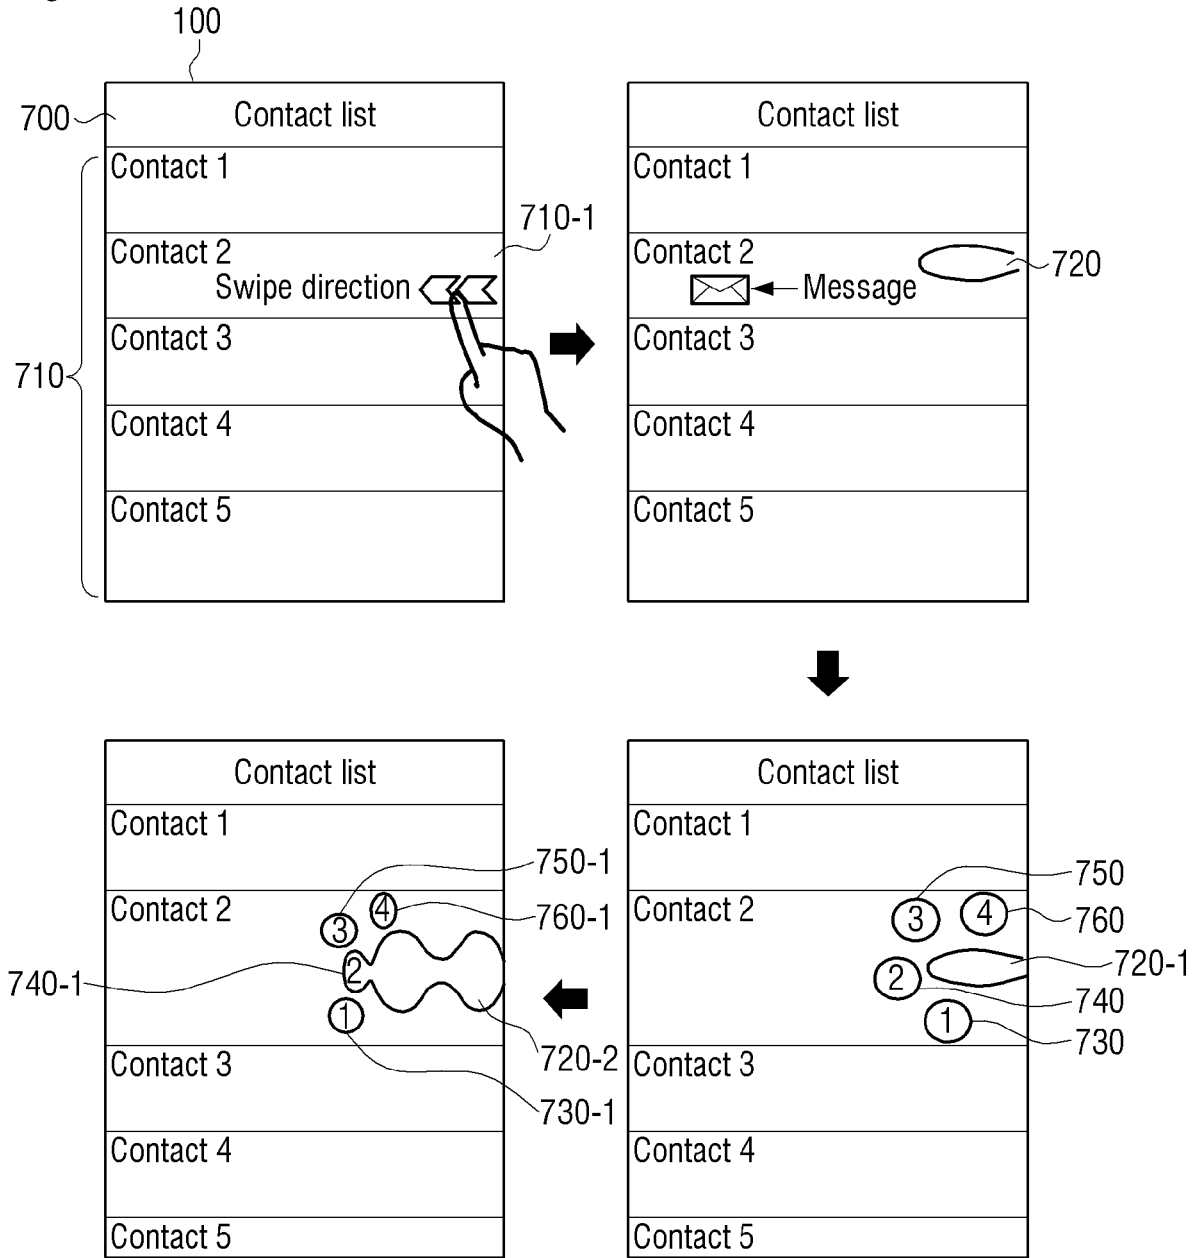 100
700
Contact list
Contact 1
710-1
Contact 2
Swipe direction
Contact 3
710
Contact 4
Contact 5
Contact list
Contact 1
Contact 2
720
Message
Contact 3
Contact 4
Contact 5
Contact list
Contact 1
750-1
Contact 2
3
4
760-1
740-1
2
1
720-2
Contact 3
730-1
Contact 4
Contact 5
Contact list
Contact 1
750
Contact 2
3
4
760
720-1
2
740
1
730
Contact 3
Contact 4
Contact 5